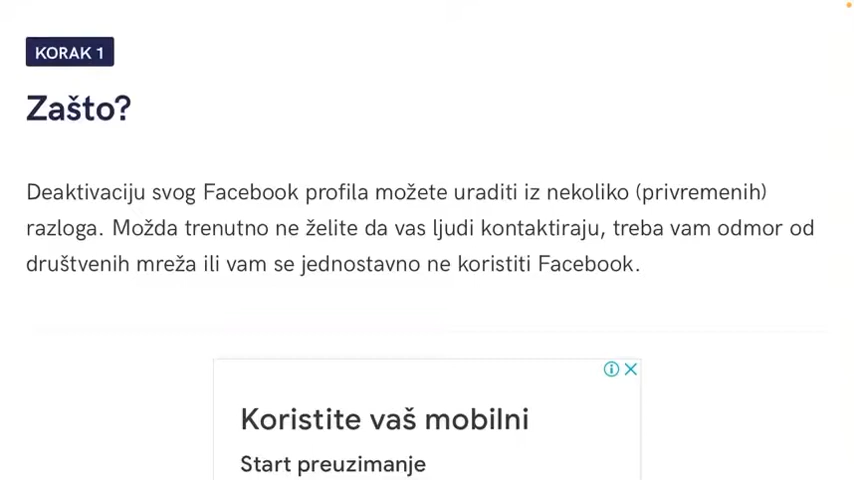 KORAK 1
Zašto?
Deaktivaciju svog Facebook profila možete uraditi iz nekoliko (privremenih)
razloga. Možda trenutno ne želite da vas ljudi kontaktiraju, treba vam odmor od
društvenih mreža ili vam se jednostavno ne koristiti Facebook.
Koristite vaš mobilni
Start preuzimanje